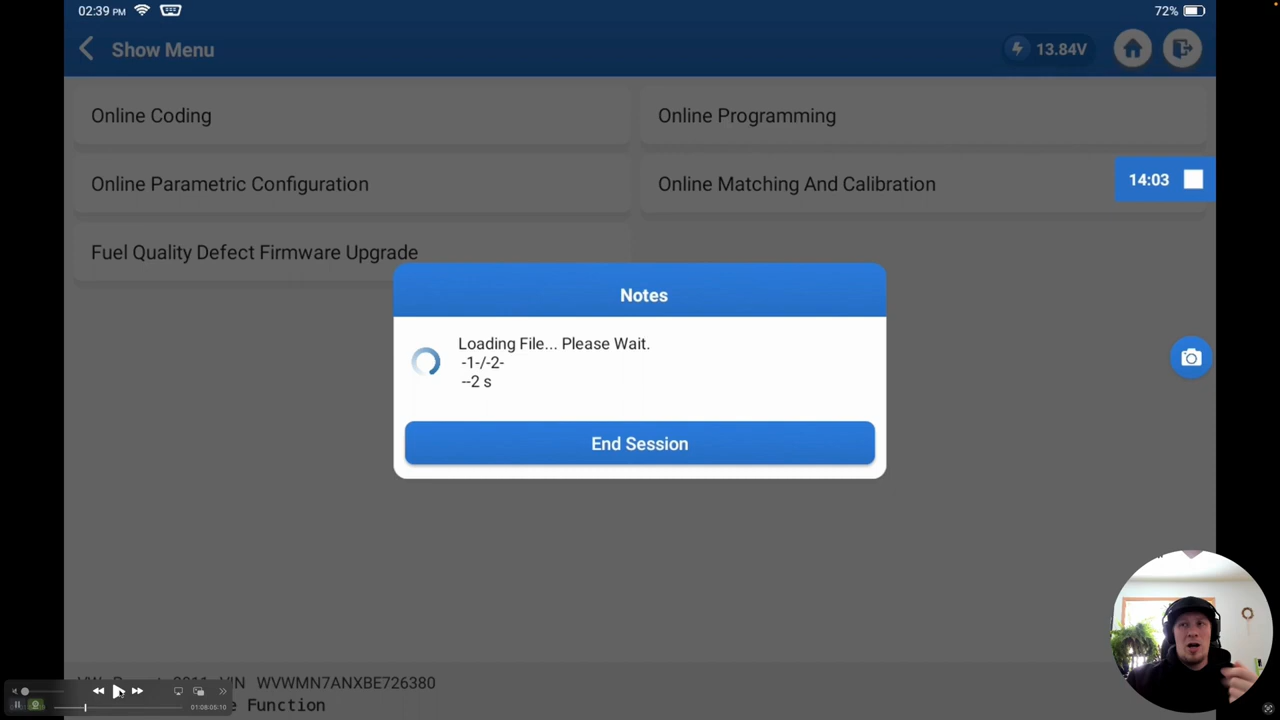 02:39 PM
72%
Show Menu
13.84V
Online Coding
Online Programming
Online Parametric Configuration
Online Matching And Calibration
14:03
Fuel Quality Defect Firmware Upgrade
Notes
Loading File... Please Wait.
-1-/-2-
--2 s
End Session
VIN WVWMN7ANXBE726380
Function